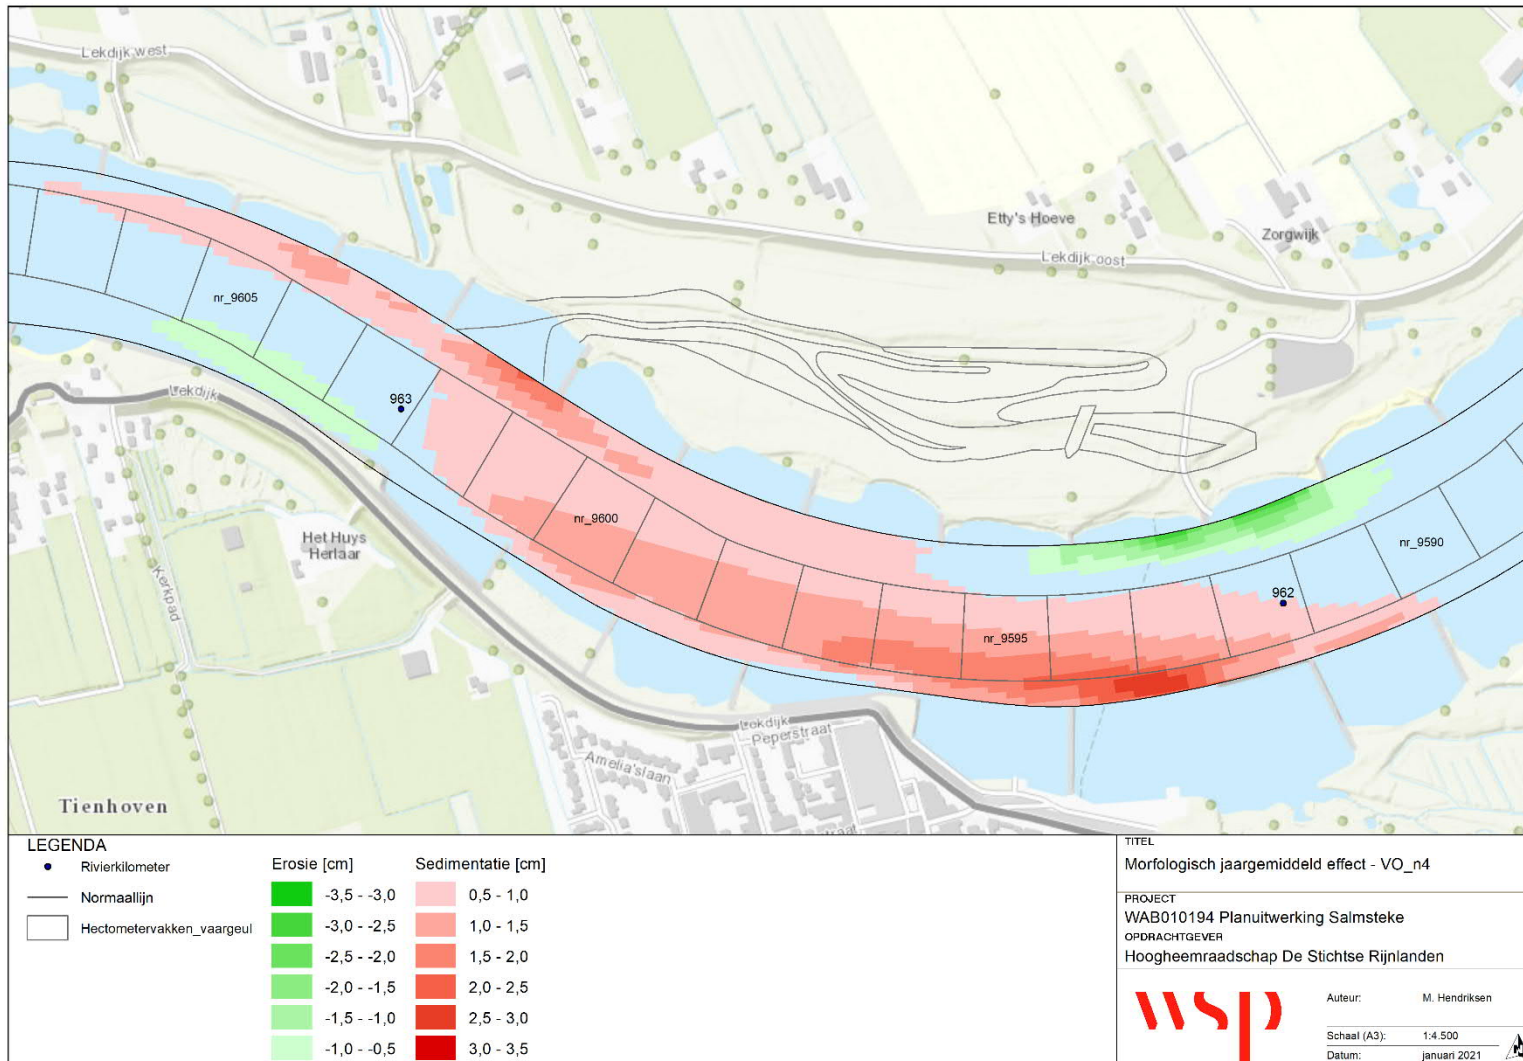 Lekdijk west
Etty's Hoeve
Zorgwijk
Lekdijk oost
nr_9605
963
Lekdijk
nr_9600
nr_9590
962
Het Huys
Herlaar
Kerkpad
nr_9595
Lekdijk
Peperstraat
Amelia'slaan
Tienhoven
LEGENDA
Rivierkilometer
Normaallijn
Hectometervakken_vaargeul
Erosie [cm]
-3,5 - -3,0
-3,0 - -2,5
-2,5 - -2,0
-2,0 - -1,5
-1,5 - -1,0
-1,0 - -0,5
Sedimentatie [cm]
0,5 - 1,0
1,0 - 1,5
1,5 - 2,0
2,0 - 2,5
2,5 - 3,0
3,0 - 3,5
TITEL
Morfologisch jaargemiddeld effect - VO_n4
PROJECT
WAB010194 Planuitwerking Salmsteke
OPDRACHTGEVER
Hoogheemraadschap De Stichtse Rijnlanden
wsp
Auteur: M. Hendriksen
Schaal (A3): 1:4.500
Datum: januari 2021